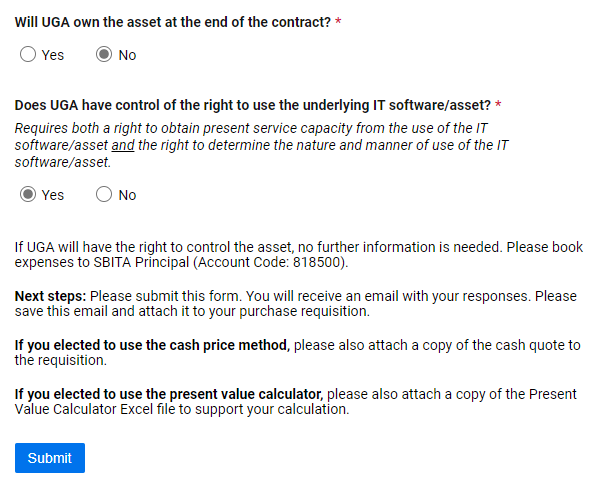 Will UGA own the asset at the end of the contract? *
Yes No
Does UGA have control of the right to use the underlying IT software/asset? *
Requires both a right to obtain present service capacity from the use of the IT
software/asset and the right to determine the nature and manner of use of the IT
software/asset.
Yes No
If UGA will have the right to control the asset, no further information is needed. Please book
expenses to SBITA Principal (Account Code: 818500).
Next steps: Please submit this form. You will receive an email with your responses. Please
save this email and attach it to your purchase requisition.
If you elected to use the cash price method, please also attach a copy of the cash quote to
the requisition.
If you elected to use the present value calculator, please also attach a copy of the Present
Value Calculator Excel file to support your calculation.
Submit